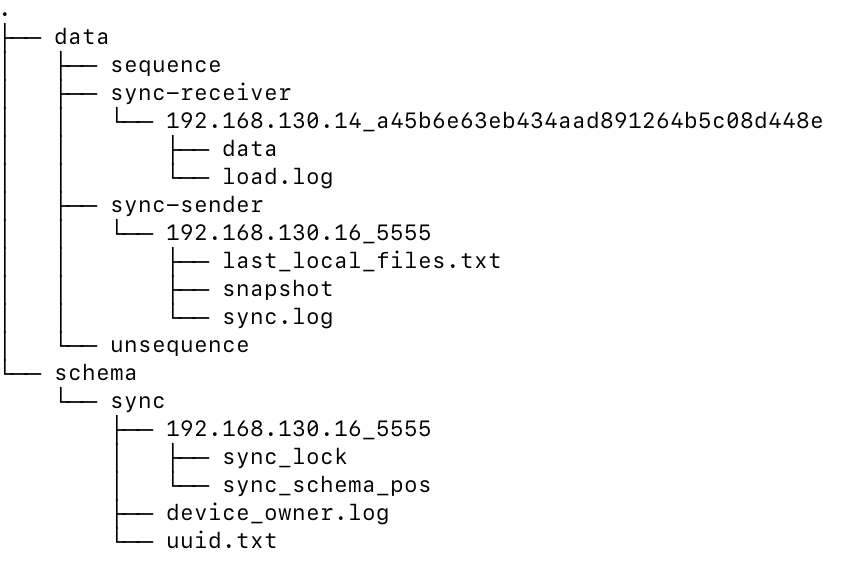 .
├── data
│   ├── sequence
│   ├── sync-receiver
│   │   └── 192.168.130.14_a45b6e63eb434aad891264b5c08d448e
│   │       ├── data
│   │       └── load.log
│   ├── sync-sender
│   │   └── 192.168.130.16_5555
│   │       ├── last_local_files.txt
│   │       ├── snapshot
│   │       └── sync.log
│   └── unsequence
└── schema
    └── sync
        ├── 192.168.130.16_5555
        │   ├── sync_lock
        │   └── sync_schema_pos
        ├── device_owner.log
        └── uuid.txt